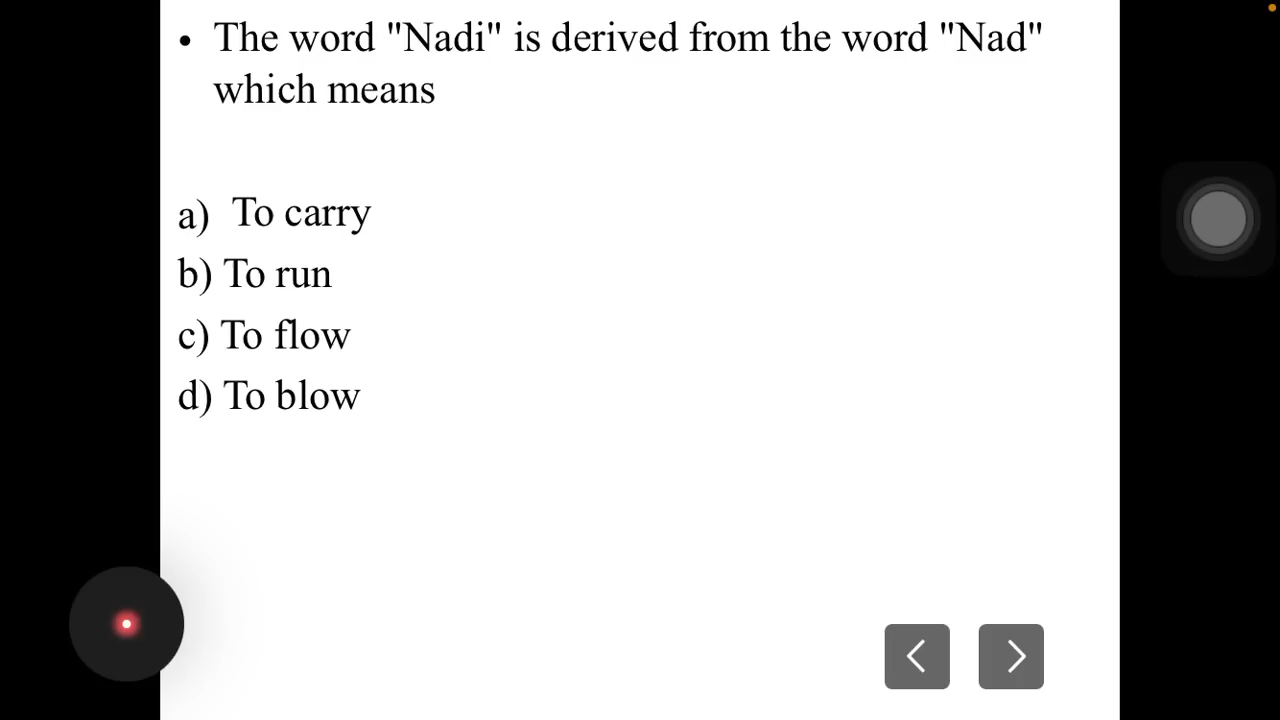 • The word "Nadi" is derived from the word "Nad"
which means
a) To carry
b) To run
c) To flow
d) To blow